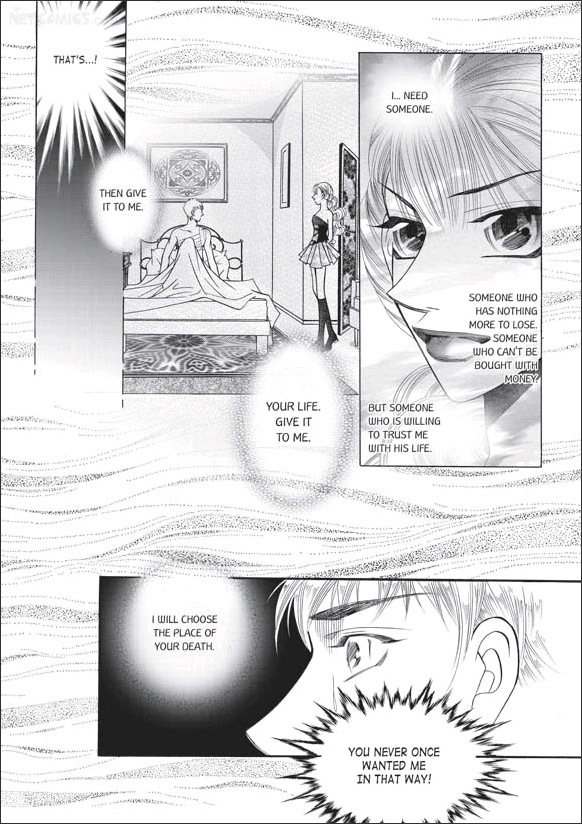 NETCOMICS.com
I... NEED
SOMEONE.
SOMEONE WHO
HAS NOTHING
MORE TO LOSE.
SOMEONE
WHO CAN'T BE
BOUGHT WITH
MONEY.
BUT SOMEONE
WHO IS WILLING
TO TRUST ME
WITH HIS LIFE.
THEN GIVE
IT TO ME.
YOUR LIFE.
GIVE IT
TO ME.
THAT'S...!
I WILL CHOOSE
THE PLACE OF
YOUR DEATH.
YOU NEVER ONCE
WANTED ME
IN THAT WAY!